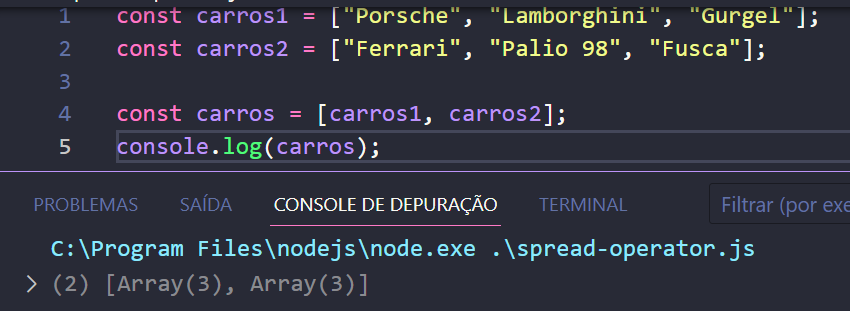 1 const carros1 = ["Porsche", "Lamborghini", "Gurgel"];
2 const carros2 = ["Ferrari", "Palio 98", "Fusca"];
3
4 const carros = [carros1, carros2];
5 console.log(carros);
PROBLEMAS SAÍDA CONSOLE DE DEPURAÇÃO TERMINAL Filtrar (por exe
C:\Program Files\nodejs\node.exe .\spread-operator.js
> (2) [Array(3), Array(3)]